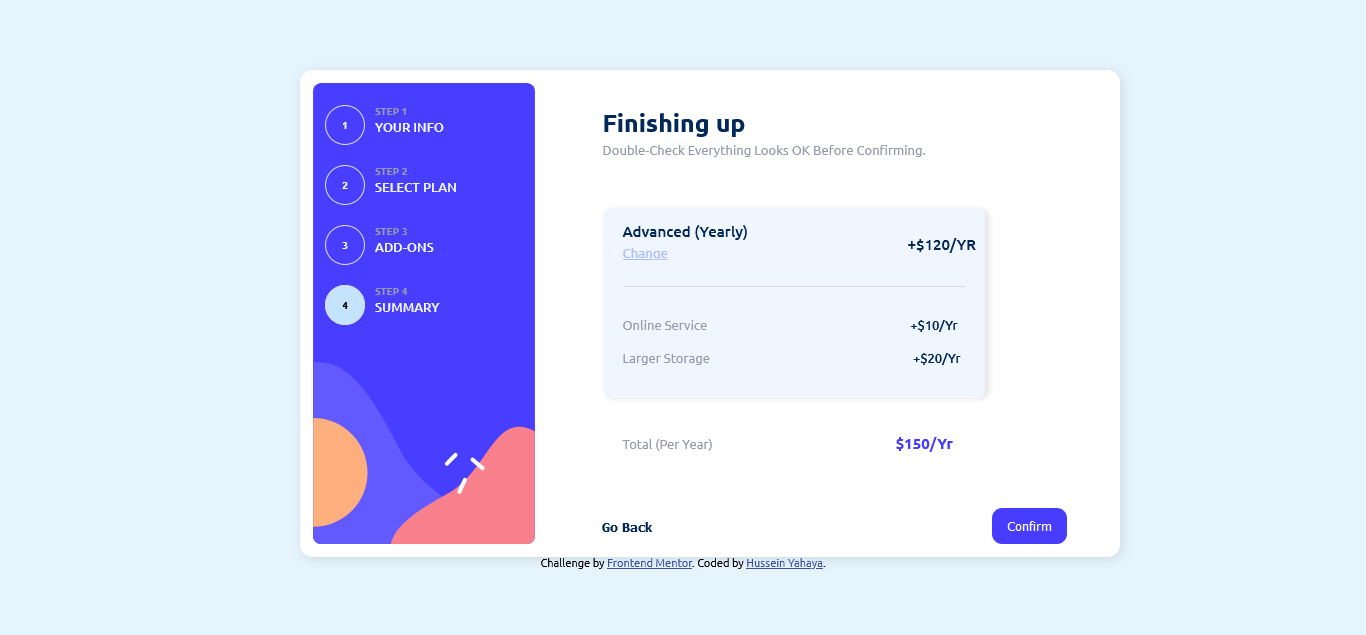 1
STEP 1
YOUR INFO
2
STEP 2
SELECT PLAN
3
STEP 3
ADD-ONS
4
STEP 4
SUMMARY
Finishing up
Double-Check Everything Looks OK Before Confirming.
Advanced (Yearly)
Change
+$120/YR
Online Service +$10/Yr
Larger Storage +$20/Yr
Total (Per Year) $150/Yr
Go Back Confirm
Challenge by Frontend Mentor. Coded by Hussein Yahaya.